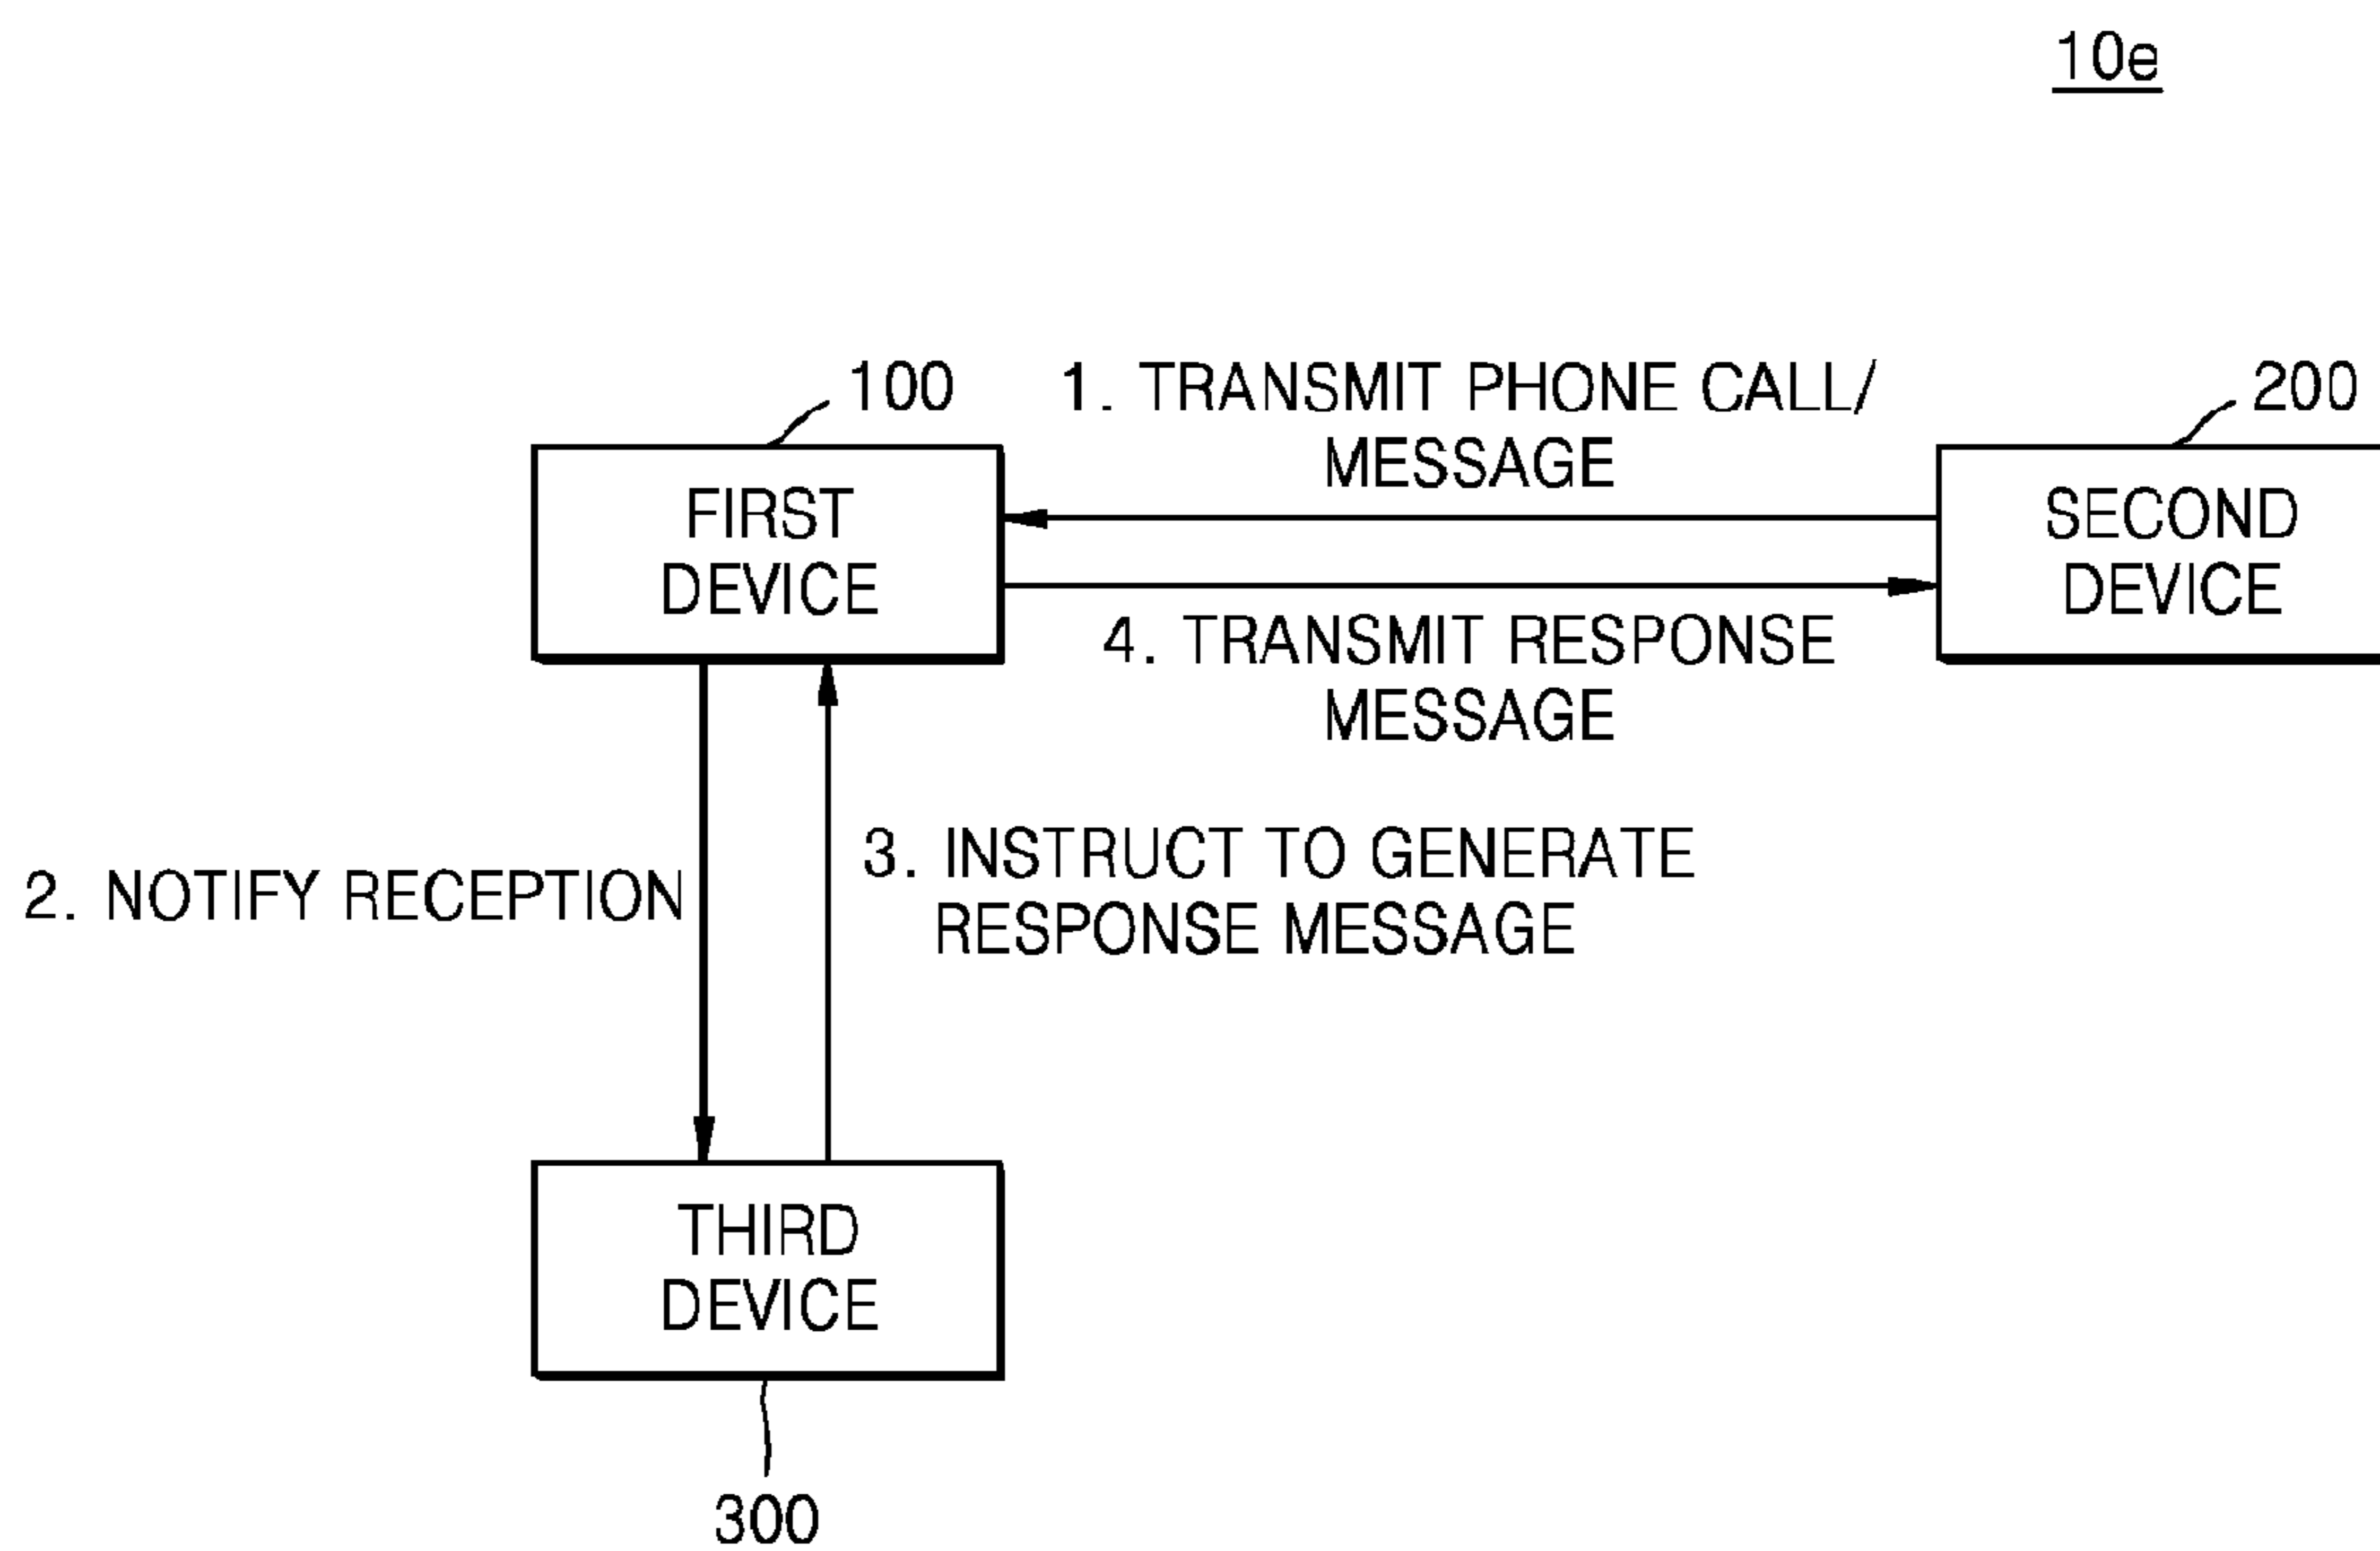 10e
100
1. TRANSMIT PHONE CALL/
MESSAGE
200
FIRST
DEVICE
SECOND
DEVICE
4. TRANSMIT RESPONSE
MESSAGE
2. NOTIFY RECEPTION
3. INSTRUCT TO GENERATE
RESPONSE MESSAGE
THIRD
DEVICE
300